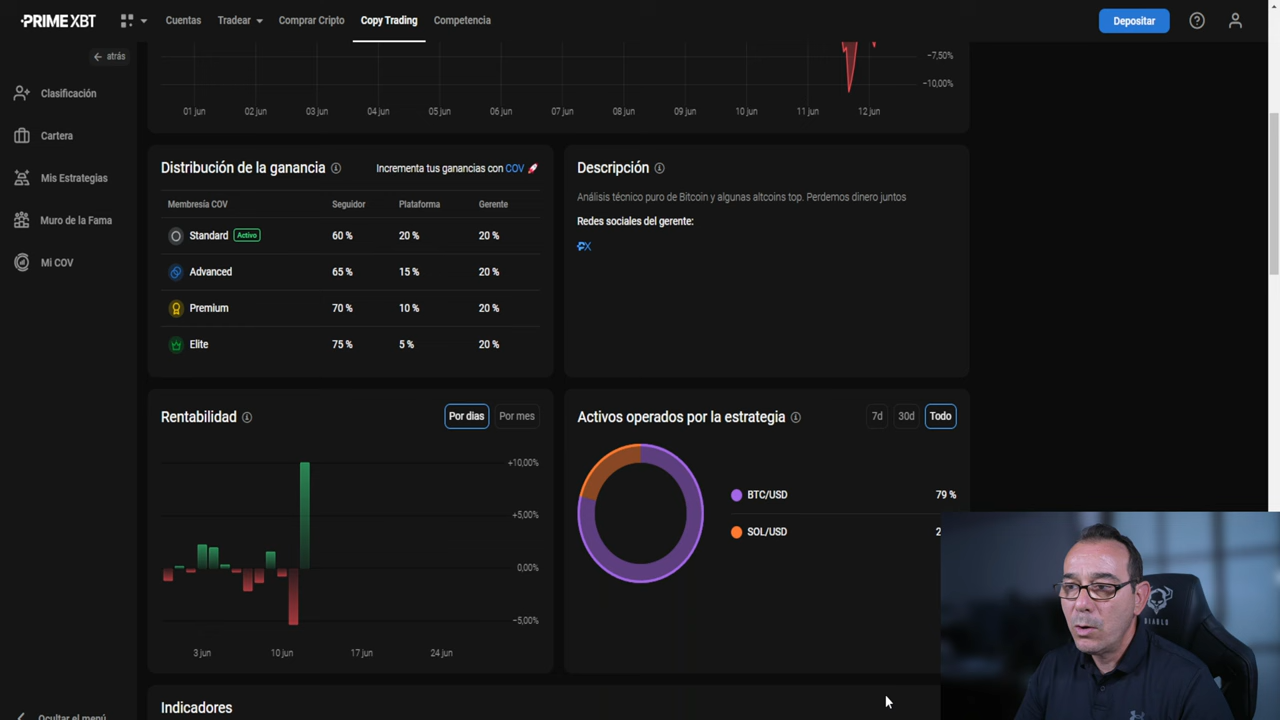 PRIME XBT
Cuentas
Tradear
Comprar Cripto
Copy Trading
Competencia
Depositar
atrás
Clasificación
Cartera
Mis Estrategias
Muro de la Fama
Mi COV
−7,50%
−10,00%
01 jun
02 jun
03 jun
04 jun
05 jun
06 jun
07 jun
08 jun
09 jun
10 jun
11 jun
12 jun
Distribución de la ganancia
Incrementa tus ganancias con COV 🚀
Membresía COV Seguidor Plataforma Gerente
Standard Activo 60 % 20 % 20 %
Advanced 65 % 15 % 20 %
Premium 70 % 10 % 20 %
Elite 75 % 5 % 20 %
Descripción
Análisis técnico puro de Bitcoin y algunas altcoins top. Perdemos dinero juntos
Redes sociales del gerente:
Rentabilidad
Por dias
Por mes
+10,00%
+5,00%
0,00%
−5,00%
3 jun
10 jun
17 jun
24 jun
Activos operados por la estrategia
7d
30d
Todo
BTC/USD 79 %
SOL/USD
DIABLO
Indicadores
Ocultar el menú